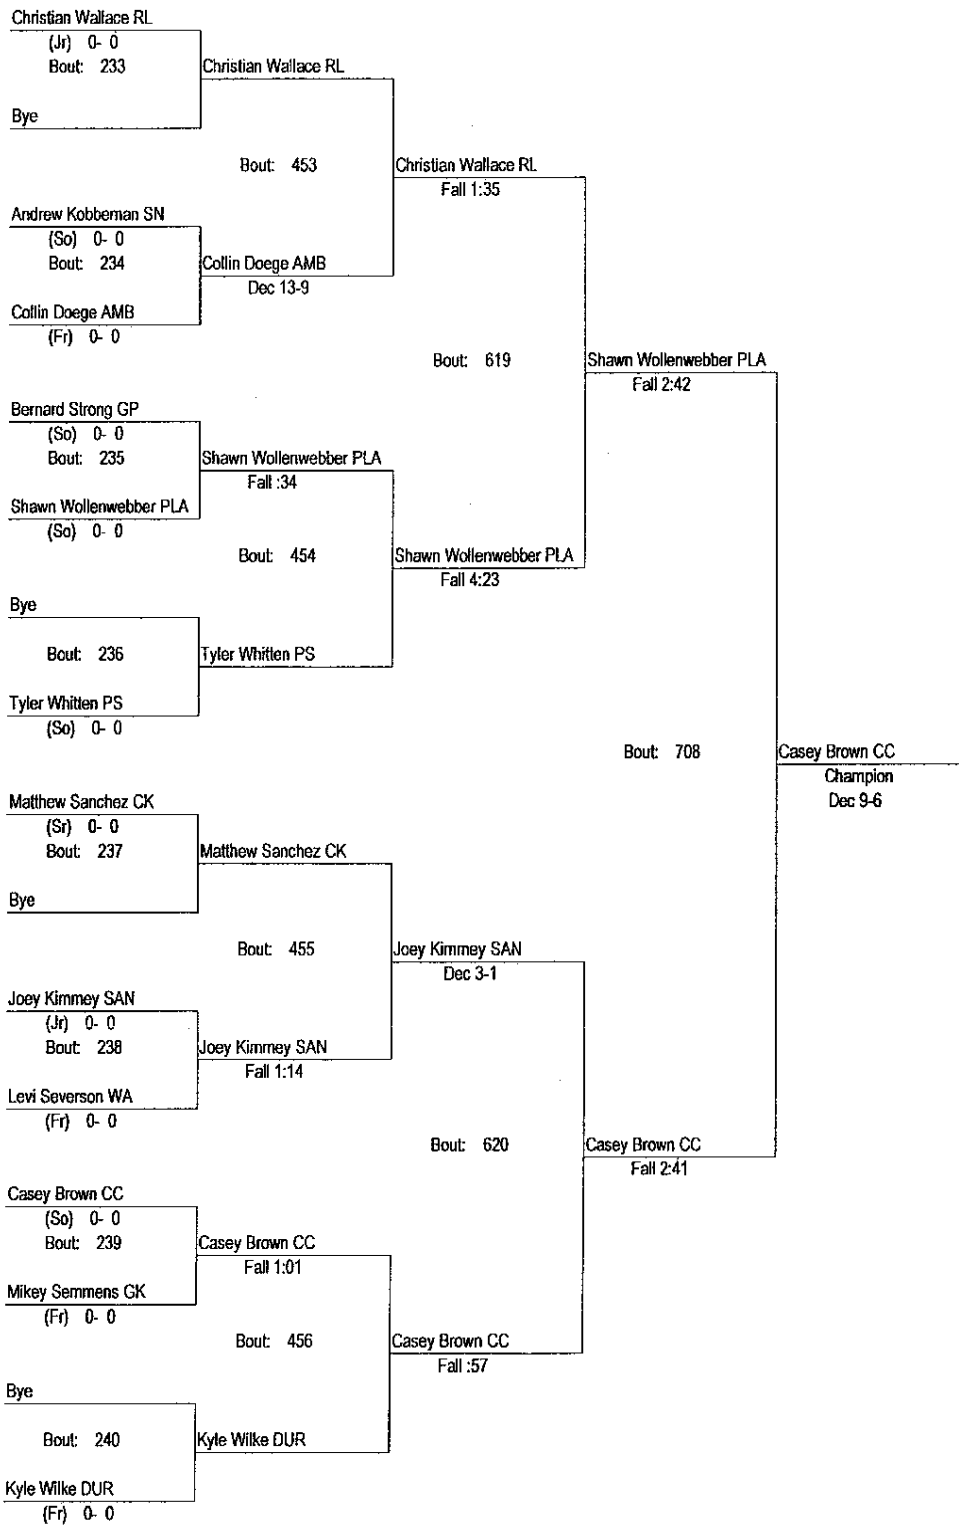 Christian Wallace RL
(Jr) 0- 0
Bout: 233
Christian Wallace RL
Bye
Bout: 453
Christian Wallace RL
Fall 1:35
Andrew Kobbeman SN
(So) 0- 0
Bout: 234
Collin Doege AMB
Dec 13-9
Collin Doege AMB
(Fr) 0- 0
Bout: 619
Shawn Wollenwebber PLA
Fall 2:42
Bernard Strong GP
(So) 0- 0
Bout: 235
Shawn Wollenwebber PLA
Fall :34
Shawn Wollenwebber PLA
(So) 0- 0
Bout: 454
Shawn Wollenwebber PLA
Fall 4:23
Bye
Bout: 236
Tyler Whitten PS
Tyler Whitten PS
(So) 0- 0
Bout: 708
Casey Brown CC
Champion
Dec 9-6
Matthew Sanchez CK
(Sr) 0- 0
Bout: 237
Matthew Sanchez CK
Bye
Bout: 455
Joey Kimmey SAN
Dec 3-1
Joey Kimmey SAN
(Jr) 0- 0
Bout: 238
Joey Kimmey SAN
Fall 1:14
Levi Severson WA
(Fr) 0- 0
Bout: 620
Casey Brown CC
Fall 2:41
Casey Brown CC
(So) 0- 0
Bout: 239
Casey Brown CC
Fall 1:01
Mikey Semmens GK
(Fr) 0- 0
Bout: 456
Casey Brown CC
Fall :57
Bye
Bout: 240
Kyle Wilke DUR
Kyle Wilke DUR
(Fr) 0- 0